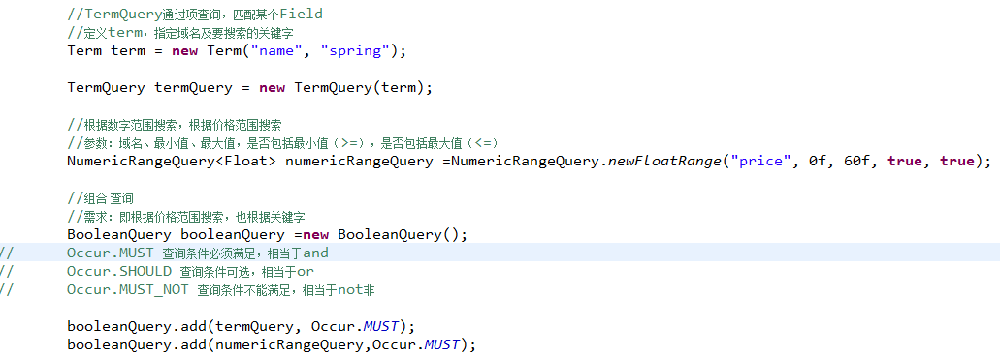 //TermQuery通过项查询，匹配某个Field
//定义term，指定域名及要搜索的关键字
Term term = new Term("name", "spring");
TermQuery termQuery = new TermQuery(term);
//根据数字范围搜索，根据价格范围搜索
//参数：域名、最小值、最大值，是否包括最小值（>=），是否包括最大值（<=）
NumericRangeQuery<Float> numericRangeQuery =NumericRangeQuery.newFloatRange("price", 0f, 60f, true, true);
//组合 查询
//需求：即根据价格范围搜索，也根据关键字
BooleanQuery booleanQuery =new BooleanQuery();
// Occur.MUST 查询条件必须满足，相当于and
// Occur.SHOULD 查询条件可选，相当于or
// Occur.MUST_NOT 查询条件不能满足，相当于not非
booleanQuery.add(termQuery, Occur.MUST);
booleanQuery.add(numericRangeQuery,Occur.MUST);